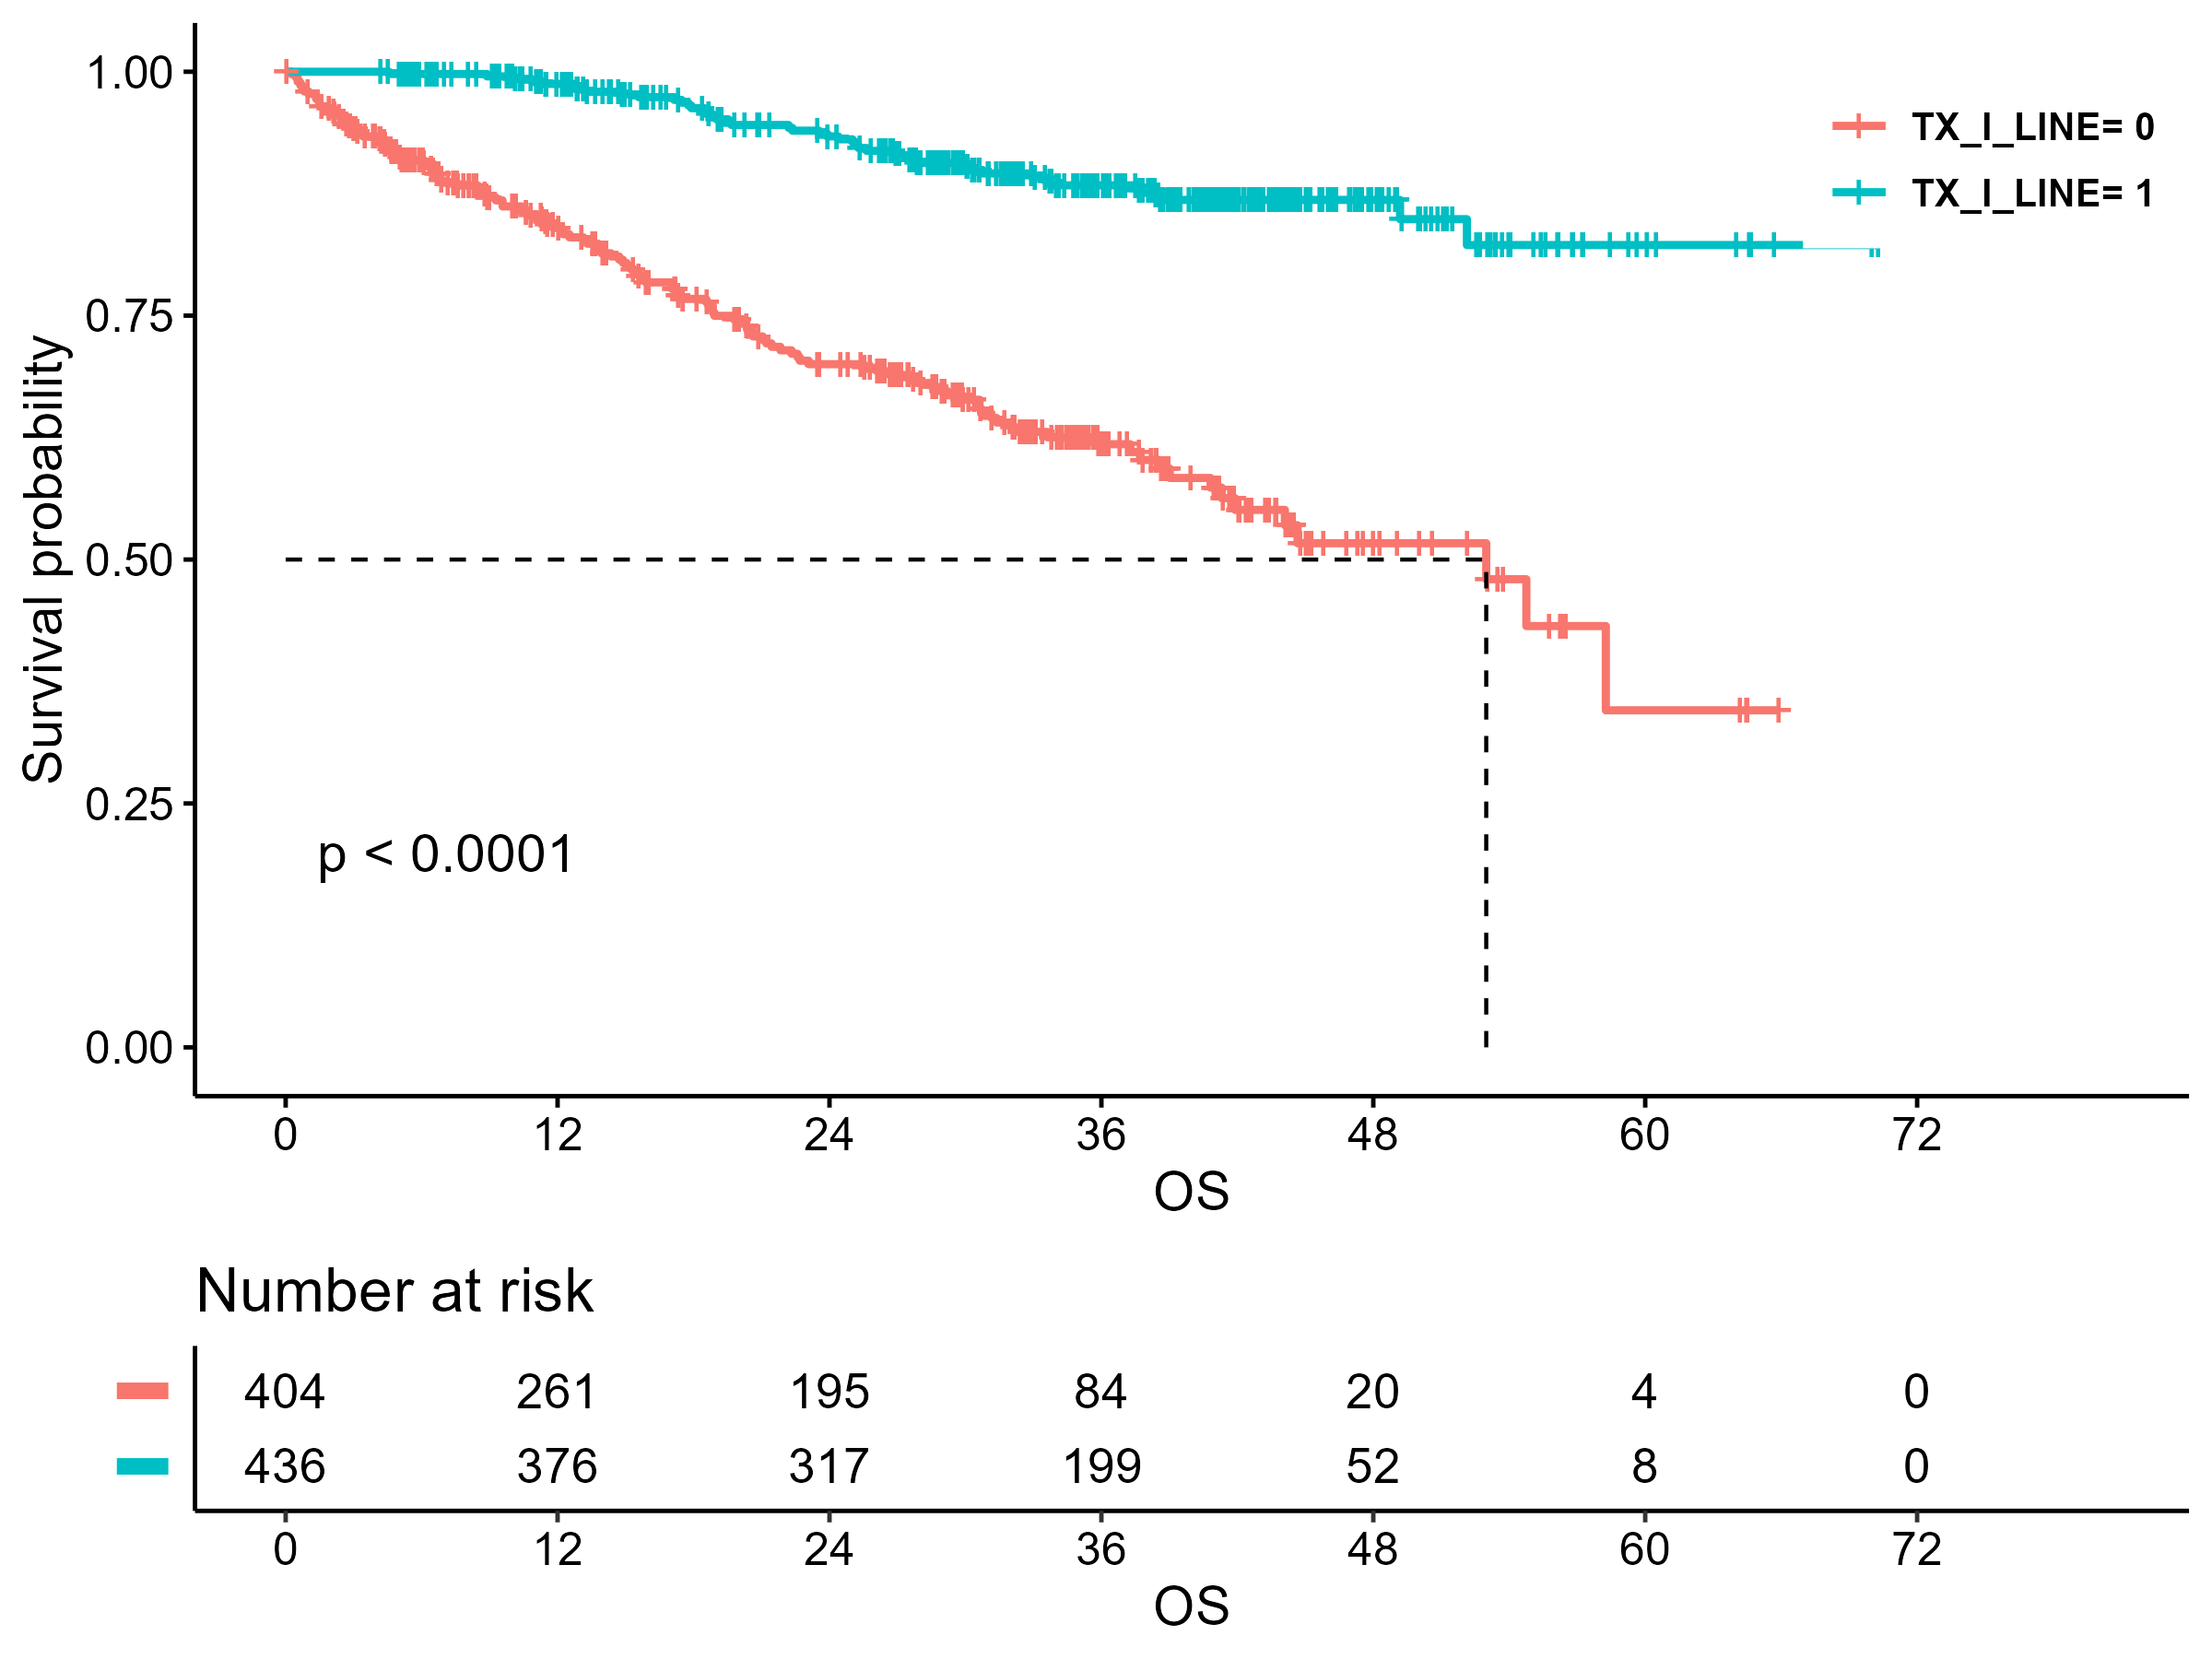 1.00
0.75
0.50
0.25
0.00
Survival probability
TX_I_LINE= 0
TX_I_LINE= 1
p < 0.0001
0 12 24 36 48 60 72
OS
Number at risk
404 261 195 84 20 4 0
436 376 317 199 52 8 0
0 12 24 36 48 60 72
OS